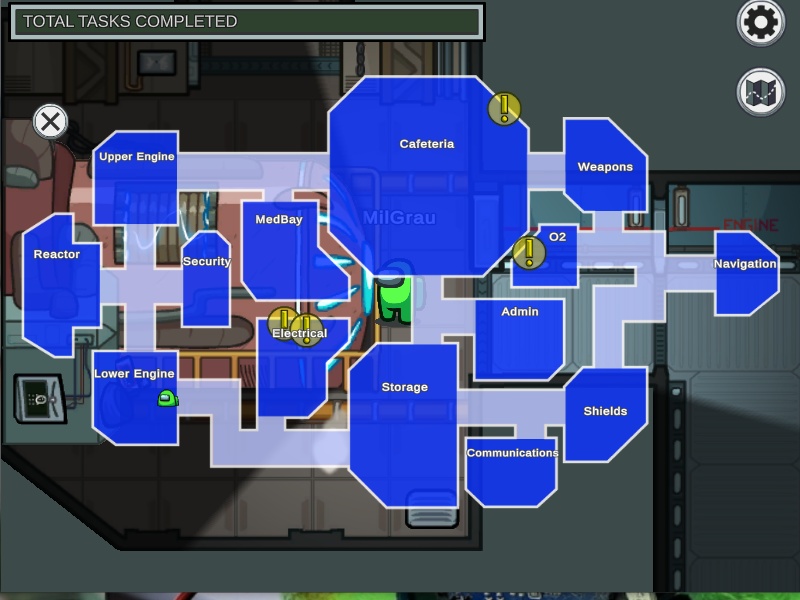 TOTAL TASKS COMPLETED
Cafeteria
Upper Engine
Weapons
MilGrau
MedBay
ENGINE
O2
Reactor
Security
Navigation
Admin
Electrical
Lower Engine
Storage
Shields
Communications